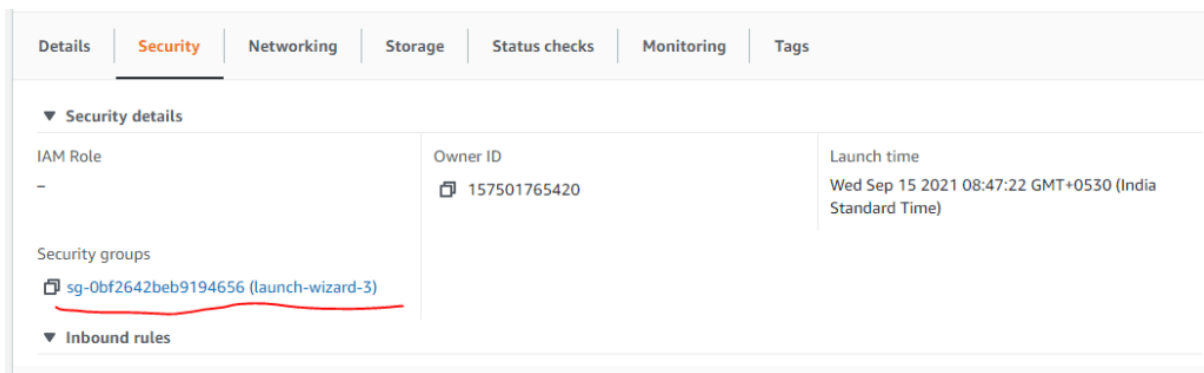 Details Security Networking Storage Status checks Monitoring Tags
▼ Security details
IAM Role
–
Owner ID
157501765420
Launch time
Wed Sep 15 2021 08:47:22 GMT+0530 (India
Standard Time)
Security groups
sg-0bf2642beb9194656 (launch-wizard-3)
▼ Inbound rules